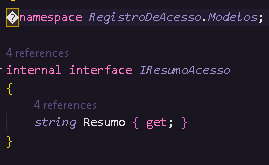 �namespace RegistroDeAcesso.Modelos;
4 references
internal interface IResumoAcesso
{
4 references
string Resumo { get; }
}